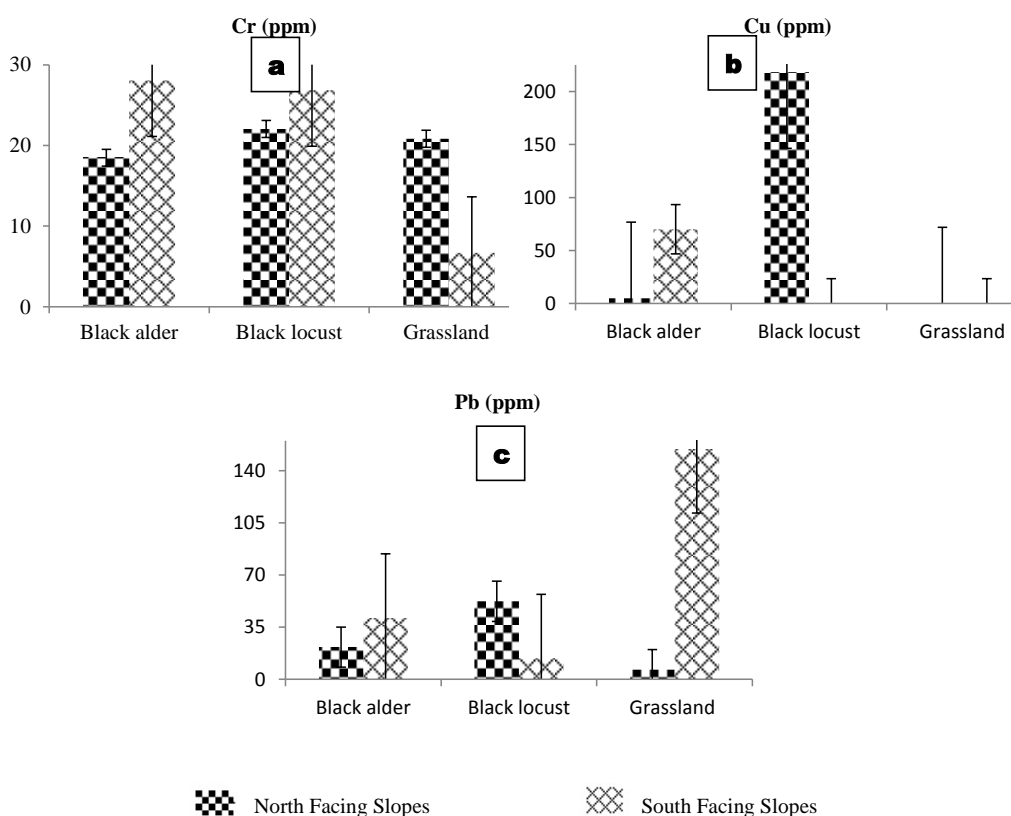 Cr (ppm)
a
30
20
10
0
Black alder
Black locust
Grassland
Cu (ppm)
b
200
150
100
50
0
Black alder
Black locust
Grassland
Pb (ppm)
c
140
105
70
35
0
Black alder
Black locust
Grassland
North Facing Slopes
South Facing Slopes